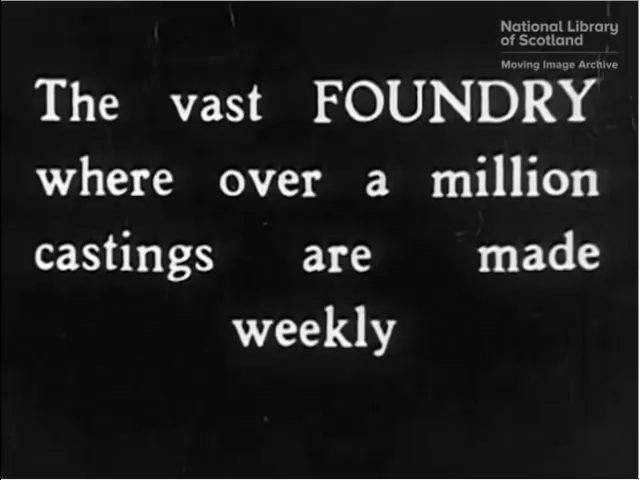 National Library
of Scotland
Moving Image Archive
The vast FOUNDRY
where over a million
castings are made
weekly